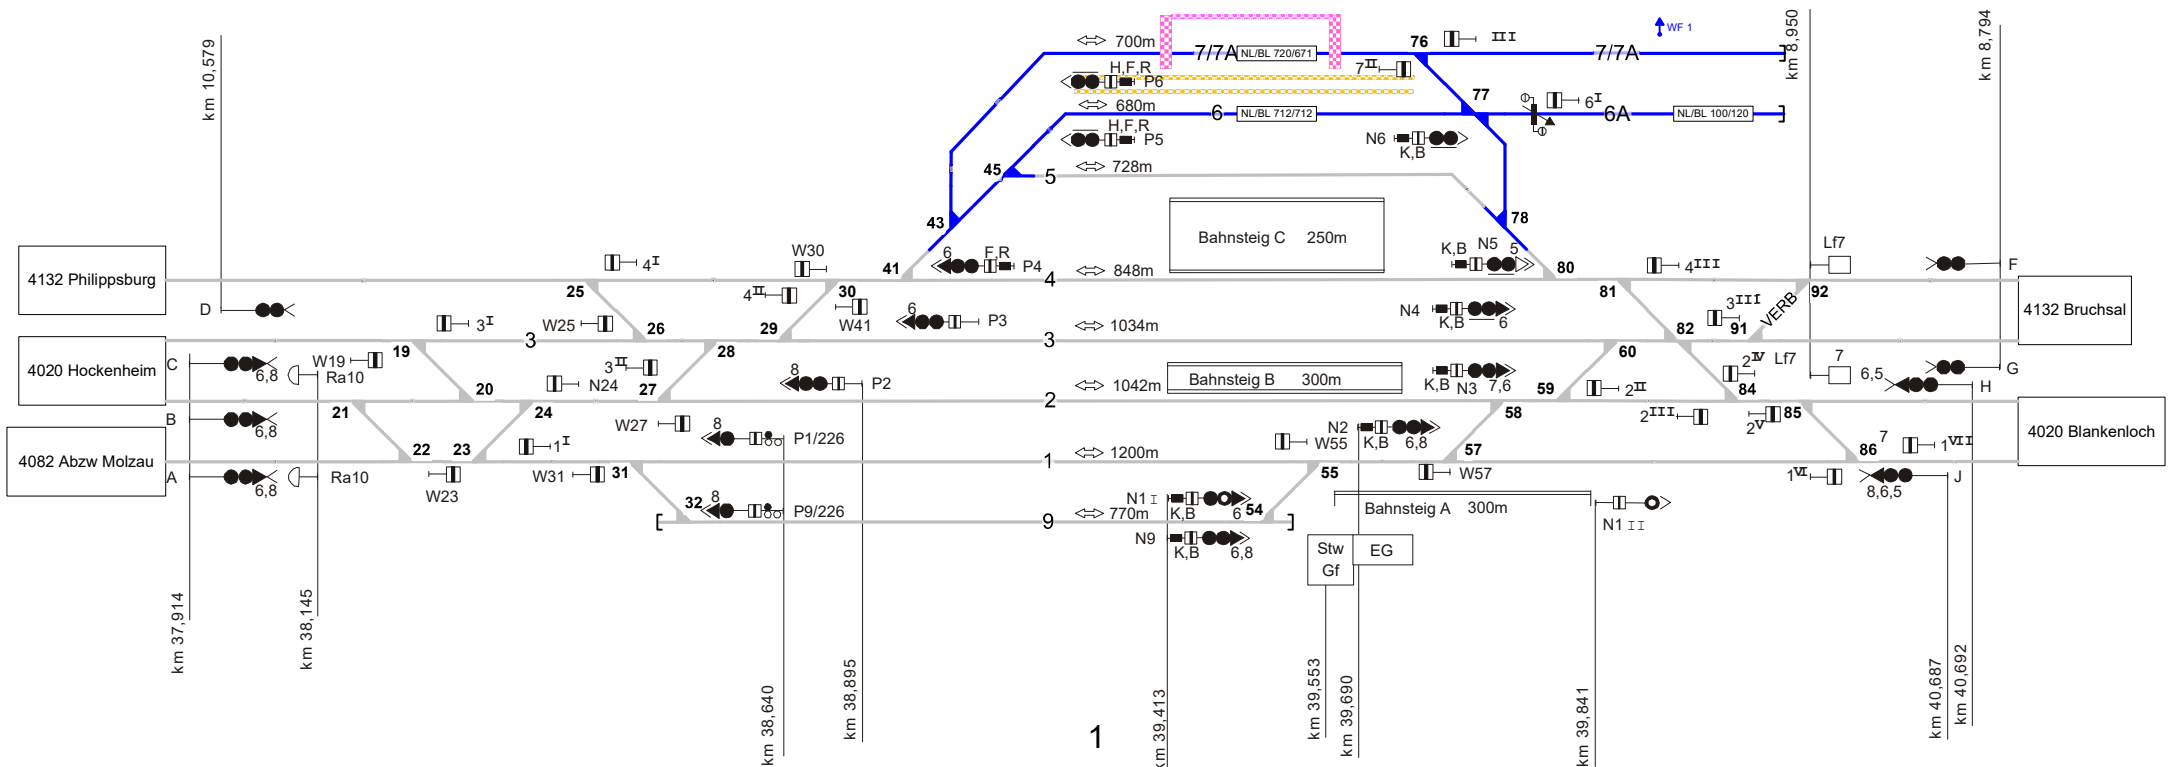 km 10,579
km 8,950
km 8,794
700m
7/7A
NL/BL 720/671
76
III
7/7A
WF 1
7II
H,F,R
P6
77
680m
6
NL/BL 712/712
6I
6A
NL/BL 100/120
H,F,R
P5
N6
K,B
45
5
728m
43
78
Bahnsteig C 250m
4132 Philippsburg
4I
W30
41
6
F,R
P4
4
848m
K,B
N5
5
80
4III
Lf7
F
4132 Bruchsal
D
25
4II
30
W41
6
P3
N4
K,B
6
81
3III
VERB
92
3I
W25
26
29
3
1034m
3
82
91
4020 Hockenheim
C
6,8
W19
19
Ra10
3
28
3II
N24
27
8
P2
Bahnsteig B 300m
60
K,B
N3
7,6
2IV
Lf7
7
6,5
G
H
20
2
1042m
2
59
2II
84
B
6,8
21
24
W27
8
P1/226
N2
K,B
6,8
58
2III
2V
85
4082 Abzw Molzau
4020 Blankenloch
22
23
1I
W55
57
7
1VII
86
1
1200m
A
6,8
Ra10
W23
W31
31
55
W57
1VI
8,6,5
J
32
8
P9/226
9
770m
N1 I
K,B
6
54
Bahnsteig A 300m
N1 II
N9
K,B
6,8
Stw
Gf
EG
km 37,914
km 38,145
km 38,640
km 38,895
1
km 39,413
km 39,553
km 39,690
km 39,841
km 40,687
km 40,692